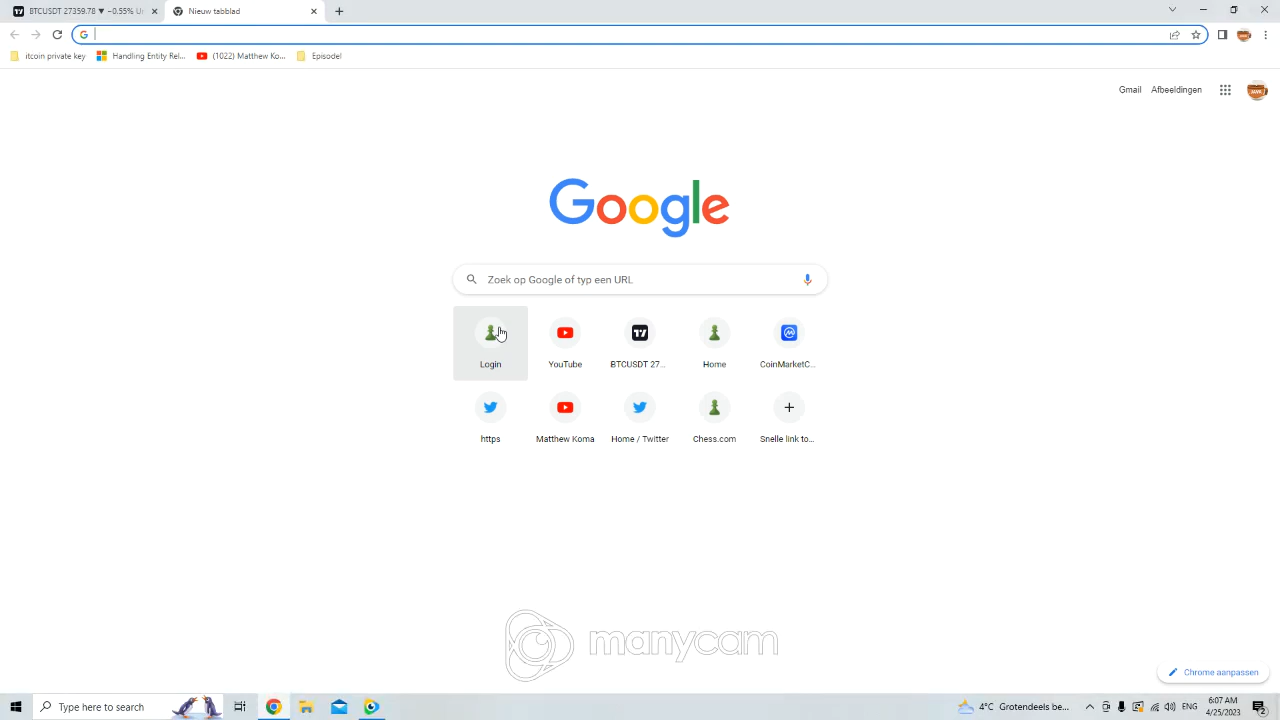 BTCUSDT 27359.78 ▼ −0.55% U
Nieuw tabblad
itcoin private key
Handling Entity Rel...
(1022) Matthew Ko...
Episodel
Gmail
Afbeeldingen
Google
Zoek op Google of typ een URL
Login
YouTube
BTCUSDT 27...
Home
CoinMarketC...
https
Matthew Koma
Home / Twitter
Chess.com
Snelle link to...
manycam
Chrome aanpassen
Type here to search
4°C Grotendeels be...
ENG
6:07 AM
4/25/2023
2